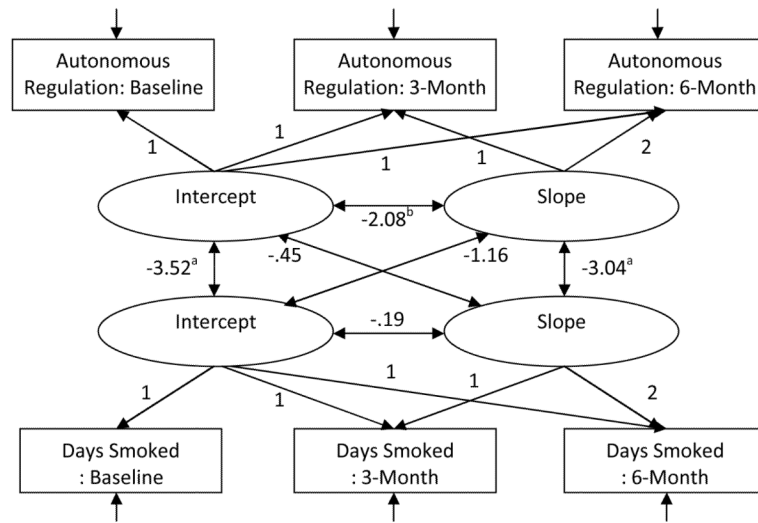 Autonomous
Regulation: Baseline
Autonomous
Regulation: 3-Month
Autonomous
Regulation: 6-Month
1
1
1
1
2
Intercept
Slope
-2.08b
-3.52a
-.45
-1.16
-3.04a
Intercept
Slope
-.19
1
1
1
1
2
Days Smoked
: Baseline
Days Smoked
: 3-Month
Days Smoked
: 6-Month